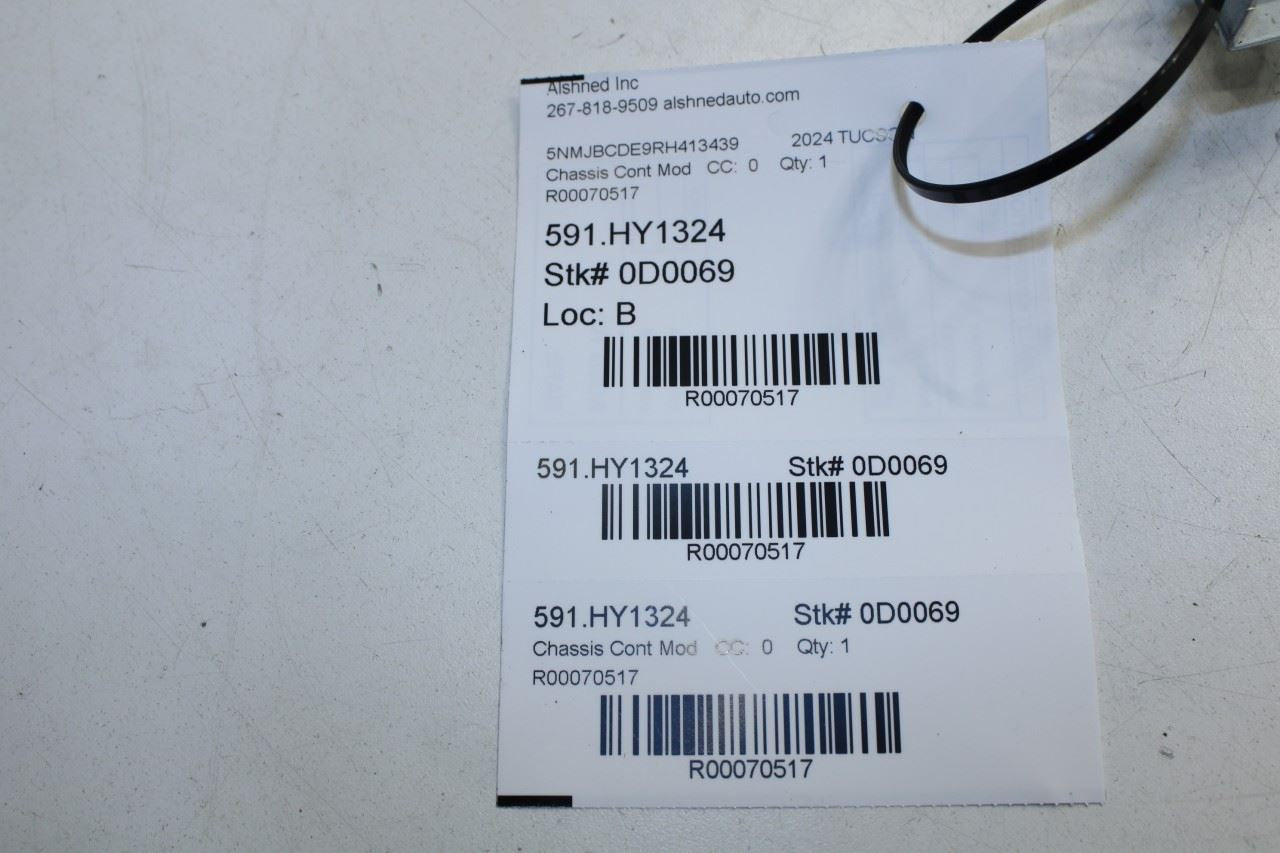 Alshned Inc
267-818-9509 alshnedauto.com
5NMJBCDE9RH413439 2024 TUCSON
Chassis Cont Mod CC: 0 Qty: 1
R00070517
591.HY1324
Stk# 0D0069
Loc: B
R00070517
591.HY1324 Stk# 0D0069
R00070517
591.HY1324 Stk# 0D0069
Chassis Cont Mod CC: 0 Qty: 1
R00070517
R00070517